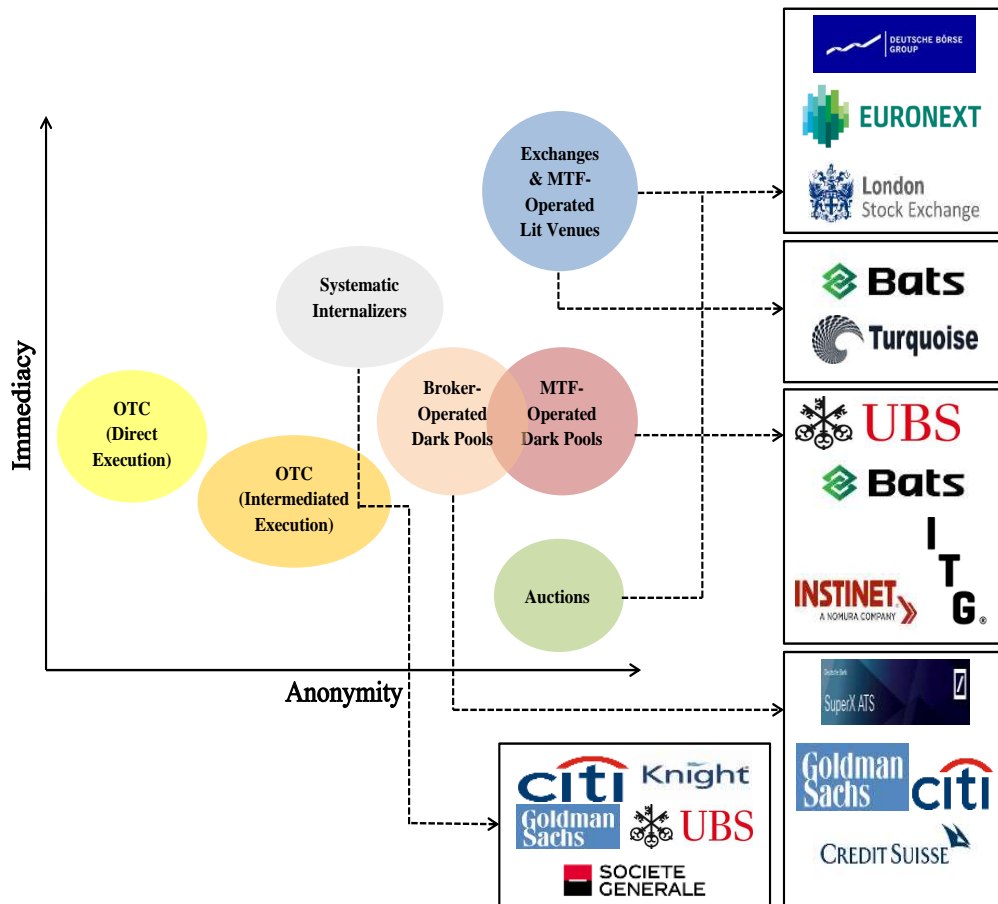 DEUTSCHE BÖRSE
GROUP
EURONEXT
London
Stock Exchange
Exchanges
& MTF-
Operated
Lit Venues
Systematic
Internalizers
Bats
Turquoise
Immediacy
OTC
(Direct
Execution)
OTC
(Intermediated
Execution)
Broker-
Operated
Dark Pools
MTF-
Operated
Dark Pools
UBS
Bats
I
T
G®
INSTINET
A NOMURA COMPANY
Auctions
Anonymity
Deutsche Bank
SuperX ATS
Goldman
Sachs
citi
CREDIT SUISSE
citi
Knight
Goldman
Sachs
UBS
SOCIETE
GENERALE